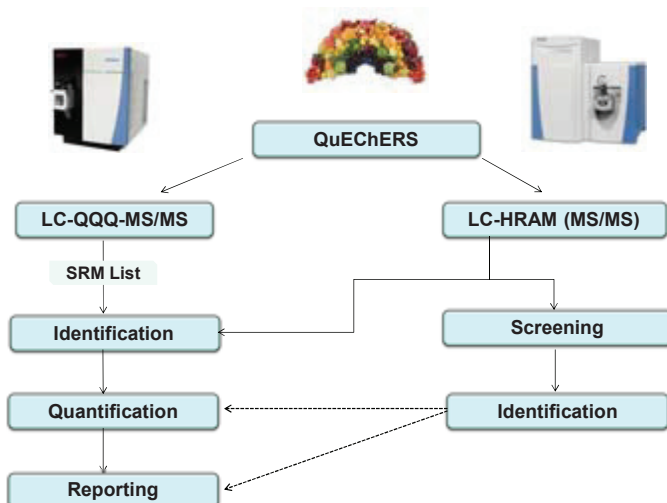 QuEChERS
LC-QQQ-MS/MS
LC-HRAM (MS/MS)
SRM List
Identification
Screening
Quantification
Identification
Reporting